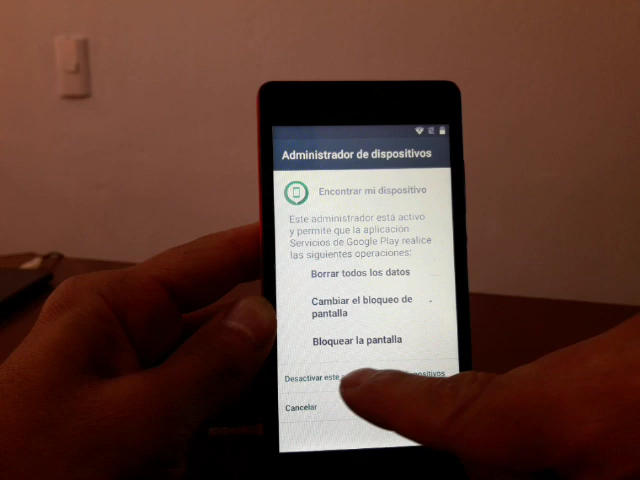 Administrador de dispositivos
Encontrar mi dispositivo
Este administrador está activo
y permite que la aplicación
Servicios de Google Play realice
las siguientes operaciones:
Borrar todos los datos
Cambiar el bloqueo de
pantalla
Bloquear la pantalla
Desactivar este
Cancelar